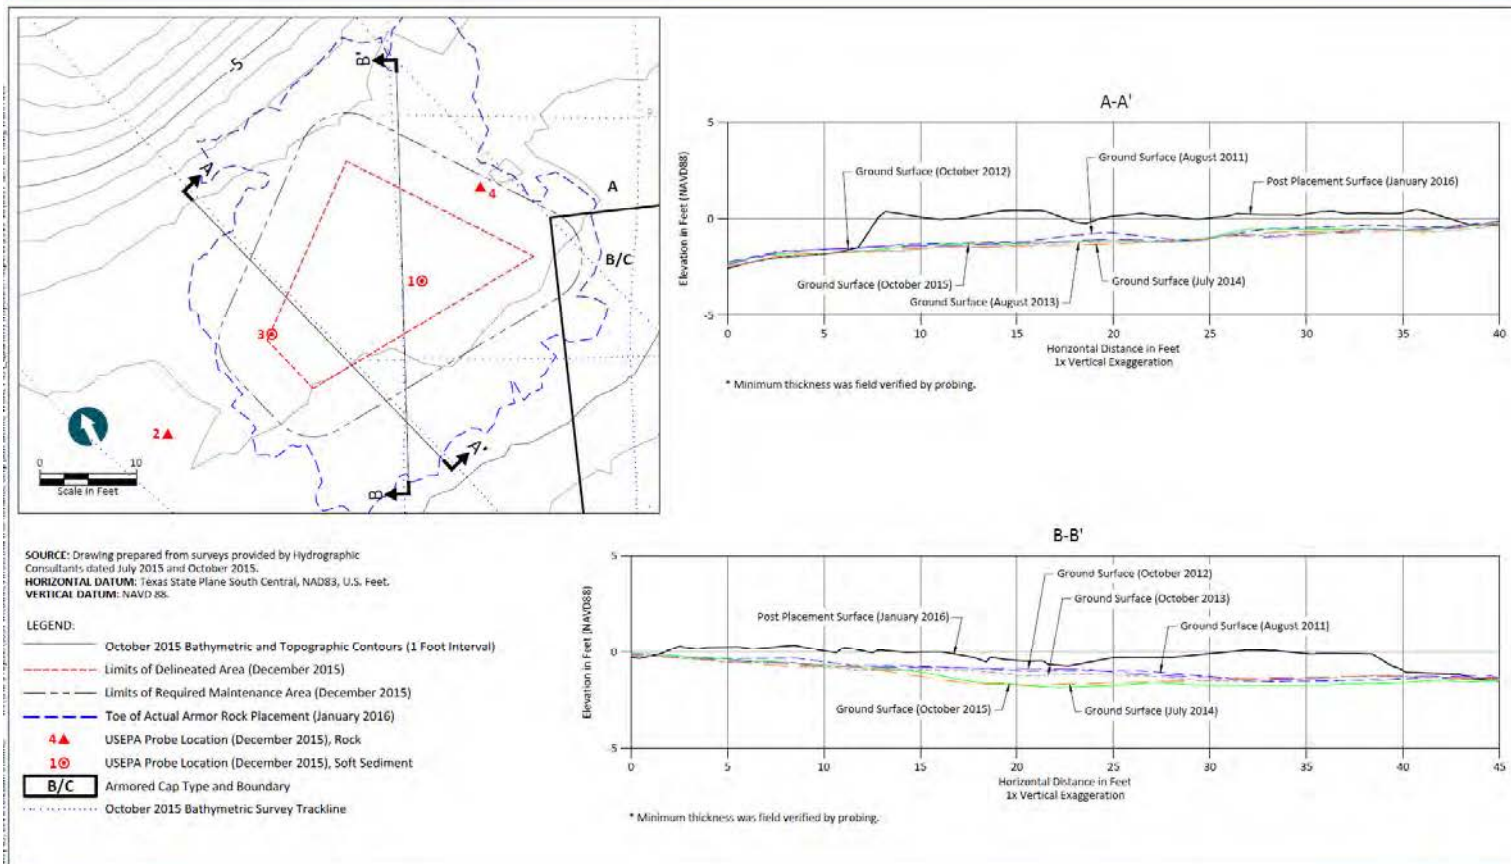 -5
B'
A
4
A
B/C
1
3
2
A'
B
0 10
Scale in Feet
A-A'
Elevation in Feet (NAVD88)
5
0
-5
Ground Surface (October 2012)
Ground Surface (August 2011)
Post Placement Surface (January 2016)
Ground Surface (October 2015)
Ground Surface (August 2013)
Ground Surface (July 2014)
0 5 10 15 20 25 30 35 40
Horizontal Distance in Feet
1x Vertical Exaggeration
* Minimum thickness was field verified by probing.
SOURCE: Drawing prepared from surveys provided by Hydrographic
Consultants dated July 2015 and October 2015.
HORIZONTAL DATUM: Texas State Plane South Central, NAD83, U.S. Feet.
VERTICAL DATUM: NAVD 88.
LEGEND:
October 2015 Bathymetric and Topographic Contours (1 Foot Interval)
Limits of Delineated Area (December 2015)
Limits of Required Maintenance Area (December 2015)
Toe of Actual Armor Rock Placement (January 2016)
4 USEPA Probe Location (December 2015), Rock
1 USEPA Probe Location (December 2015), Soft Sediment
B/C Armored Cap Type and Boundary
October 2015 Bathymetric Survey Trackline
B-B'
Elevation in Feet (NAVD88)
5
0
-5
Ground Surface (October 2012)
Ground Surface (October 2013)
Post Placement Surface (January 2016)
Ground Surface (August 2011)
Ground Surface (October 2015)
Ground Surface (July 2014)
0 5 10 15 20 25 30 35 40 45
Horizontal Distance in Feet
1x Vertical Exaggeration
* Minimum thickness was field verified by probing.